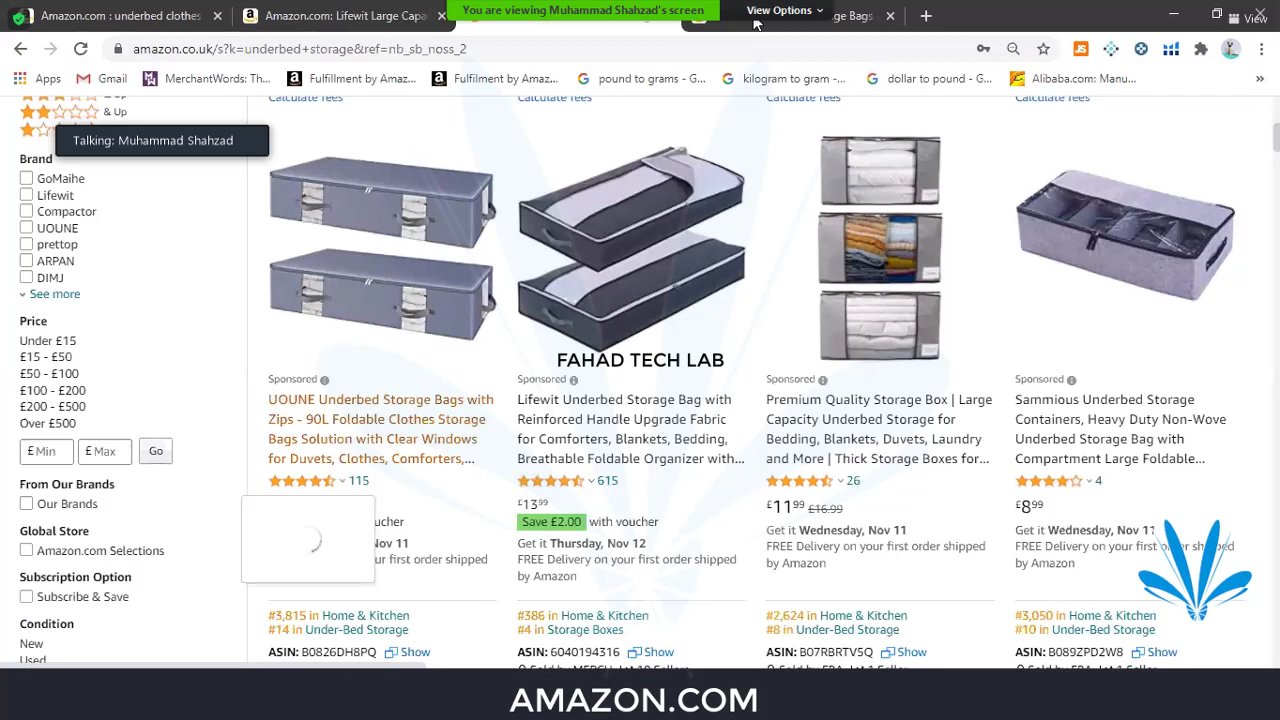 Amazon.com : underbed clothes
Amazon.com: Lifewit Large Capa
You are viewing Muhammad Shahzad's screen
View Options
ge Bags
View
amazon.co.uk/s?k=underbed+storage&ref=nb_sb_noss_2
Apps
Gmail
MerchantWords: Th...
Fulfillment by Amaz...
Fulfilment by Amaz...
pound to grams - G...
kilogram to gram -...
dollar to pound - G...
Alibaba.com: Manu...
& Up
& Up
Talking: Muhammad Shahzad
Brand
GoMaihe
Lifewit
Compactor
UOUNE
prettop
ARPAN
DIMJ
See more
Price
Under £15
£15 - £50
£50 - £100
£100 - £200
£200 - £500
Over £500
£ Min
£ Max
Go
From Our Brands
Our Brands
Global Store
Amazon.com Selections
Subscription Option
Subscribe & Save
Condition
New
Used
Calculate fees
Calculate fees
Calculate fees
Calculate fees
FAHAD TECH LAB
Sponsored
UOUNE Underbed Storage Bags with
Zips - 90L Foldable Clothes Storage
Bags Solution with Clear Windows
for Duvets, Clothes, Comforters,...
115
ucher
Nov 11
your first order shipped
#3,815 in Home & Kitchen
#14 in Under-Bed Storage
ASIN: B0826DH8PQ Show
Sponsored
Lifewit Underbed Storage Bag with
Reinforced Handle Upgrade Fabric
for Comforters, Blankets, Bedding,
Breathable Foldable Organizer with...
615
£13.99
Save £2.00 with voucher
Get it Thursday, Nov 12
FREE Delivery on your first order shipped
by Amazon
#386 in Home & Kitchen
#4 in Storage Boxes
ASIN: 6040194316 Show
Sold by MERCH, Lot 10 Sellers
Sponsored
Premium Quality Storage Box | Large
Capacity Underbed Storage for
Bedding, Blankets, Duvets, Laundry
and More | Thick Storage Boxes for...
26
£11.99 £16.99
Get it Wednesday, Nov 11
FREE Delivery on your first order shipped
by Amazon
#2,624 in Home & Kitchen
#8 in Under-Bed Storage
ASIN: B07RBRTV5Q Show
Sponsored
Sammious Underbed Storage
Containers, Heavy Duty Non-Wove
Underbed Storage Bag with
Compartment Large Foldable...
4
£8.99
Get it Wednesday, Nov 11
FREE Delivery on your first order shipped
by Amazon
#3,050 in Home & Kitchen
#10 in Under-Bed Storage
ASIN: B089ZPD2W8 Show
AMAZON.COM